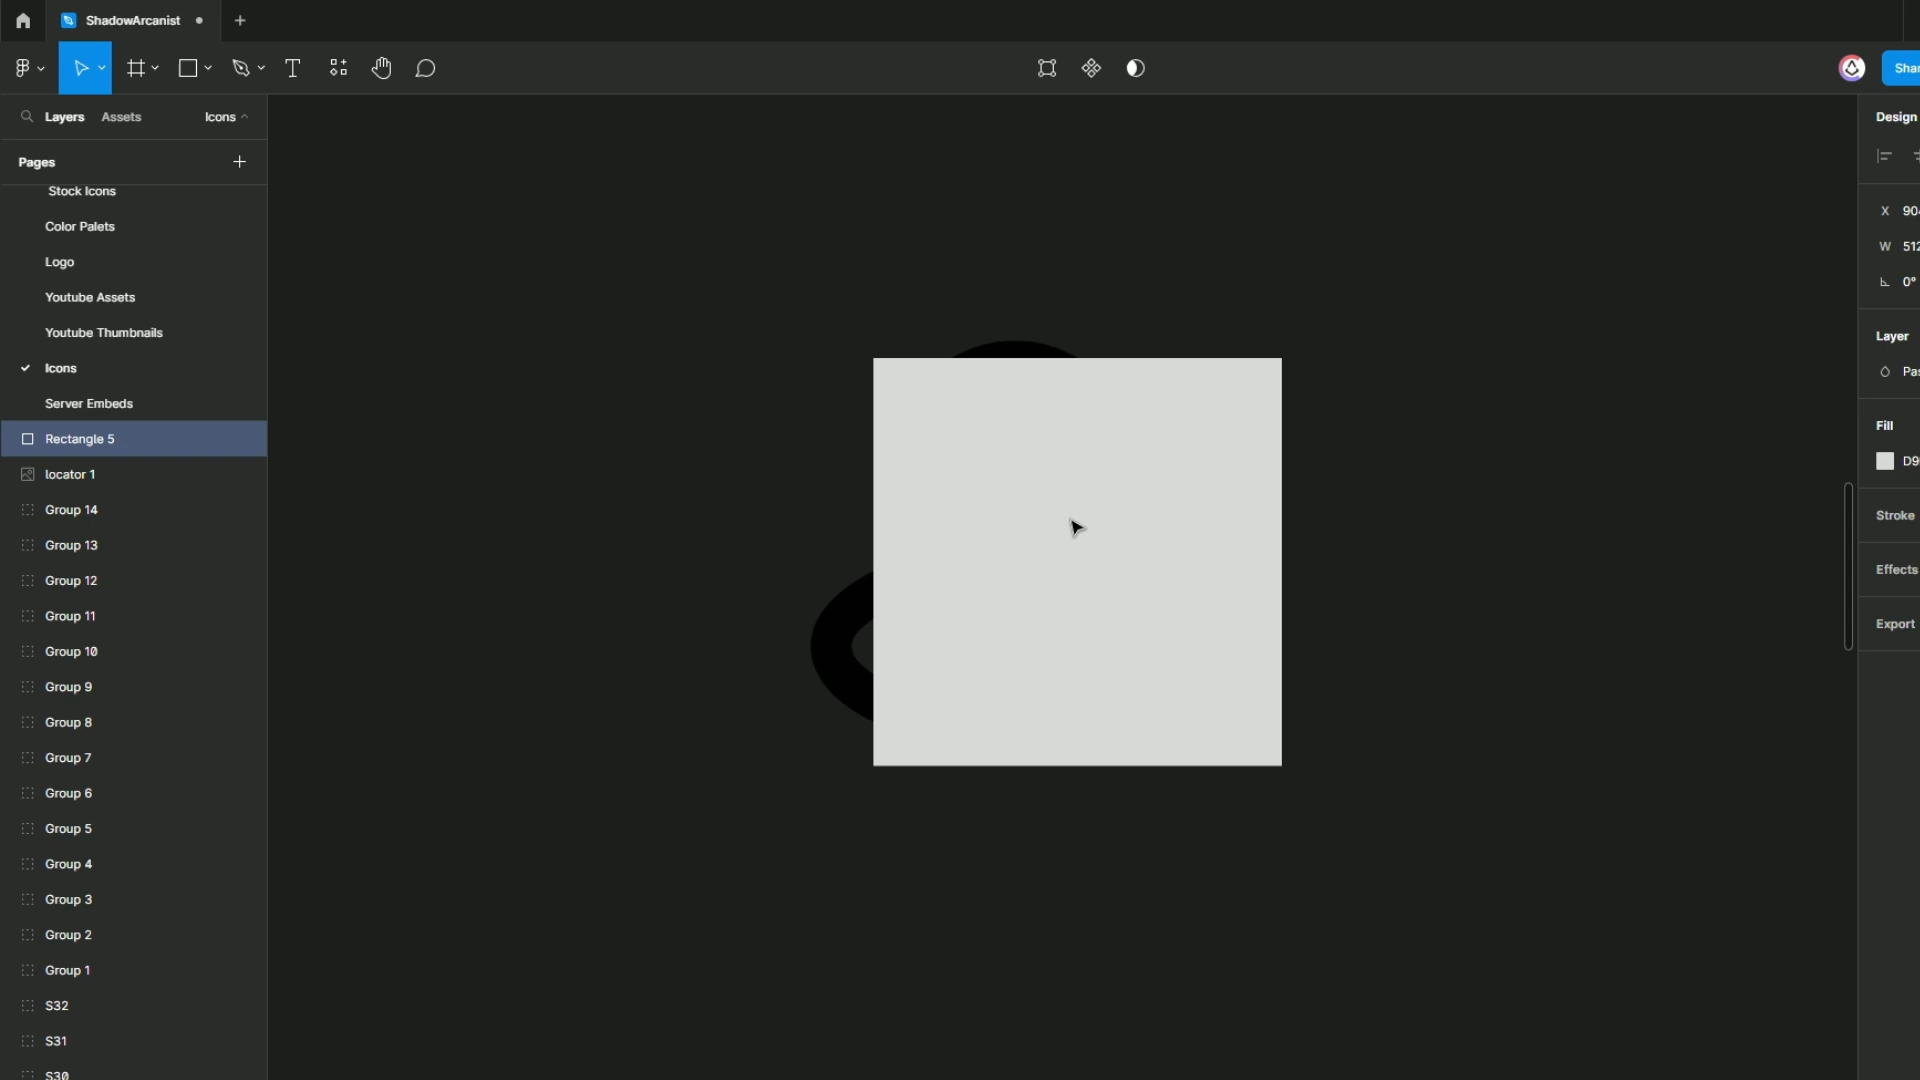 ShadowArcanist
Layers Assets Icons
Pages
Stock Icons
Color Palets
Logo
Youtube Assets
Youtube Thumbnails
Icons
Server Embeds
Rectangle 5
locator 1
Group 14
Group 13
Group 12
Group 11
Group 10
Group 9
Group 8
Group 7
Group 6
Group 5
Group 4
Group 3
Group 2
Group 1
S32
S31
S30
Design
X
W 512
0°
Layer
Fill
Stroke
Effects
Export